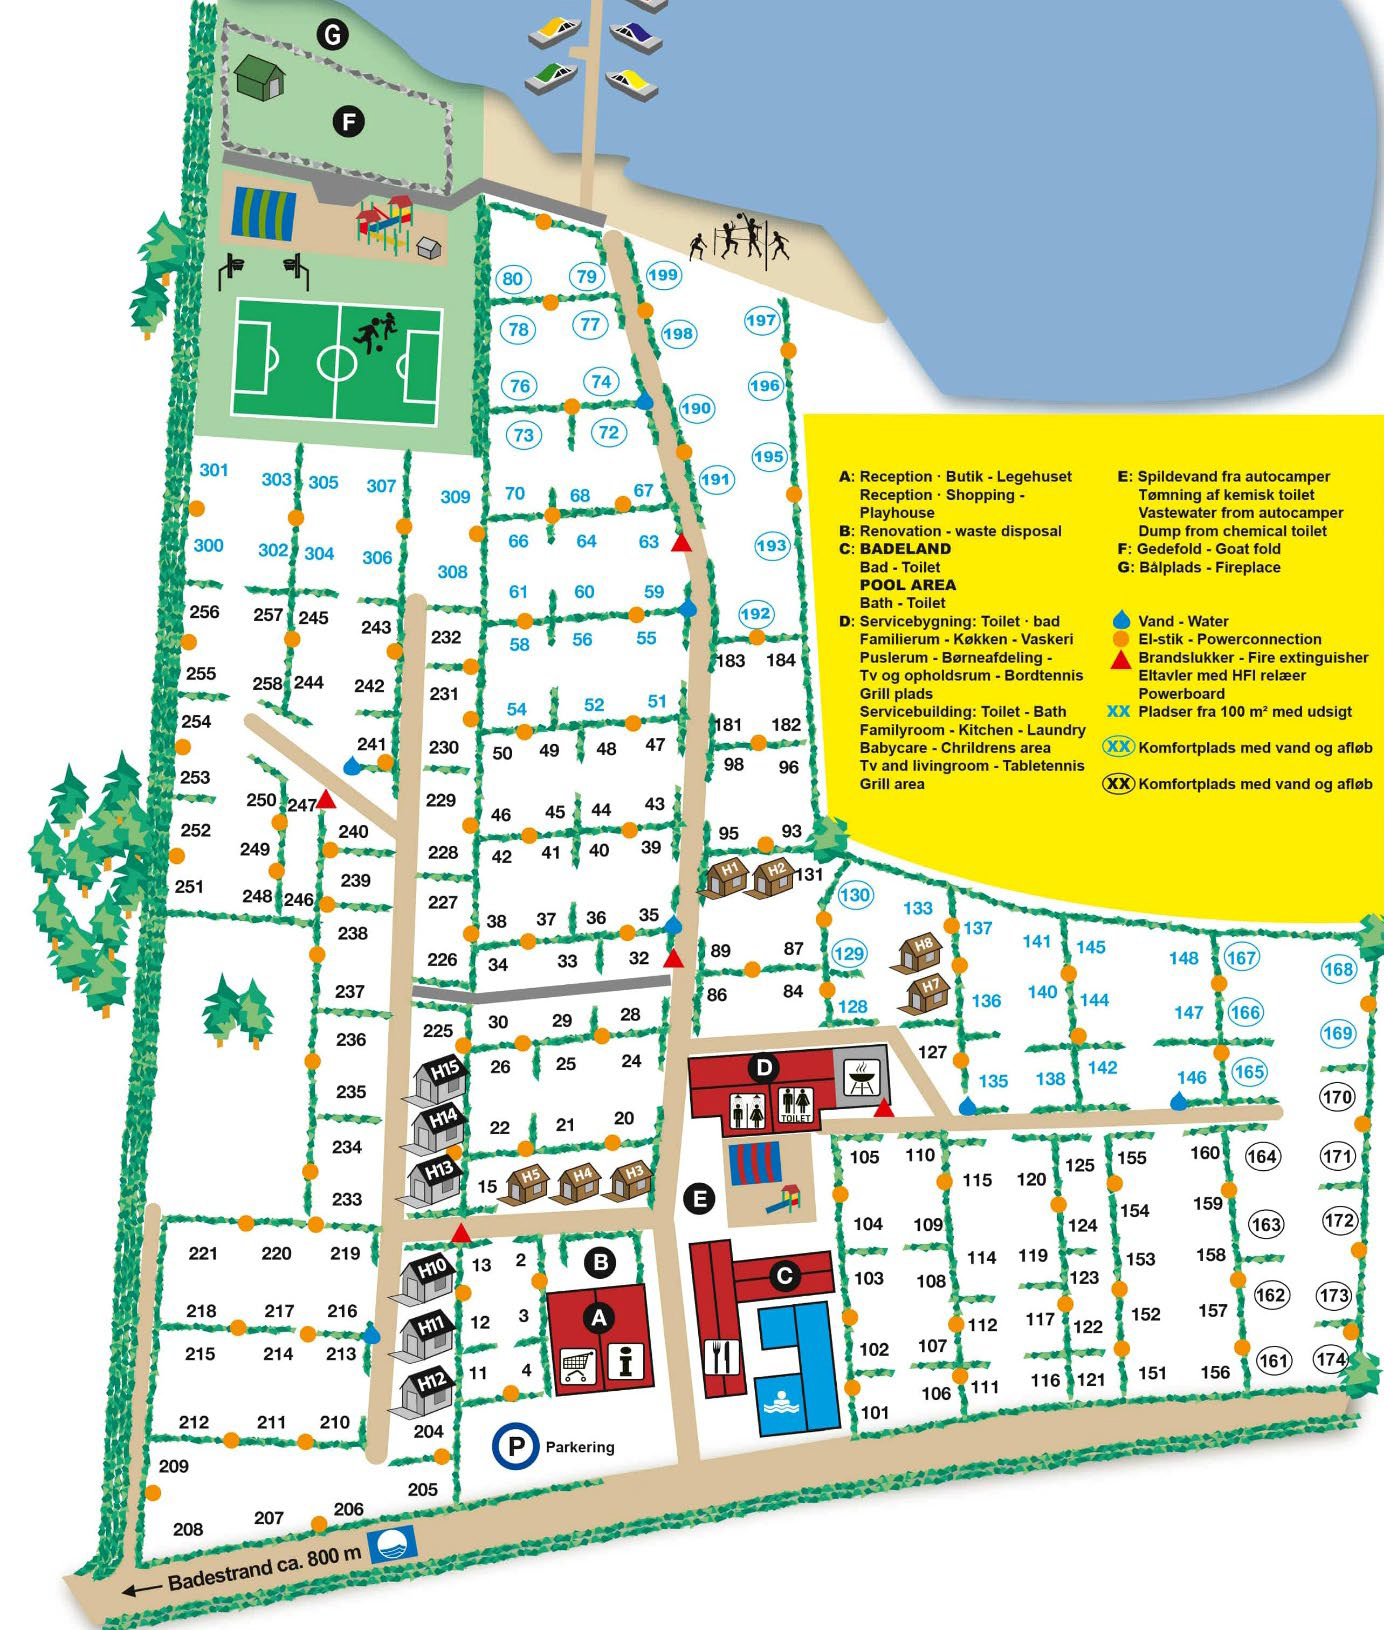 G
F
80 79 199
78 77 198 197
76 74 190 196
73 72 191 195
301 303 305 307 309 70 68 67
300 302 304 306 308 66 64 63 193
61 60 59 192
256 257 245 243 232 58 56 55
255 258 244 242 231 183 184
254 241 230 54 52 51 181 182
253 50 49 48 47 98 96
250 247 229 46 45 44 43 95 93
252 240 228 42 41 40 39
249 H1 H2 131
251 248 246 239 227 38 37 36 35 130 133
238 226 34 33 32 89 87 129 H8 137 141 145 148 167 168
237 86 84 128 H7 136 140 144 147 166 169
236 225 30 29 28 127
26 25 24 135 138 142 146 165 170
H15
235 H14 22 21 20
234 H13 15 H5 H4 H3
233
D
TOILET
105 110 115 120 125 155 160 164 171
E
104 109 124 154 159 163 172
221 220 219 H10 13 2 B 103 108 114 119 123 153 158 162 173
C
218 217 216 H11 12 3 A 102 107 112 117 122 152 157
215 214 213 H12 11 4 i 101 106 111 116 121 151 156 161 174
212 211 210 204
P Parkering
209 205
208 207 206
Badestrand ca. 800 m
A: Reception · Butik - Legehuset
Reception · Shopping -
Playhouse
B: Renovation - waste disposal
C: BADELAND
Bad - Toilet
POOL AREA
Bath - Toilet
D: Servicebygning: Toilet · bad
Familierum - Køkken - Vaskeri
Puslerum - Børneafdeling -
Tv og opholdsrum - Bordtennis
Grill plads
Servicebuilding: Toilet - Bath
Familyroom - Kitchen - Laundry
Babycare - Chrildrens area
Tv and livingroom - Tabletennis
Grill area
E: Spildevand fra autocamper
Tømning af kemisk toilet
Vastewater from autocamper
Dump from chemical toilet
F: Gedefold - Goat fold
G: Bålplads - Fireplace
Vand - Water
El-stik - Powerconnection
Brandslukker - Fire extinguisher
Eltavler med HFI relæer
Powerboard
XX Pladser fra 100 m² med udsigt
XX Komfortplads med vand og afløb
XX Komfortplads med vand og afløb